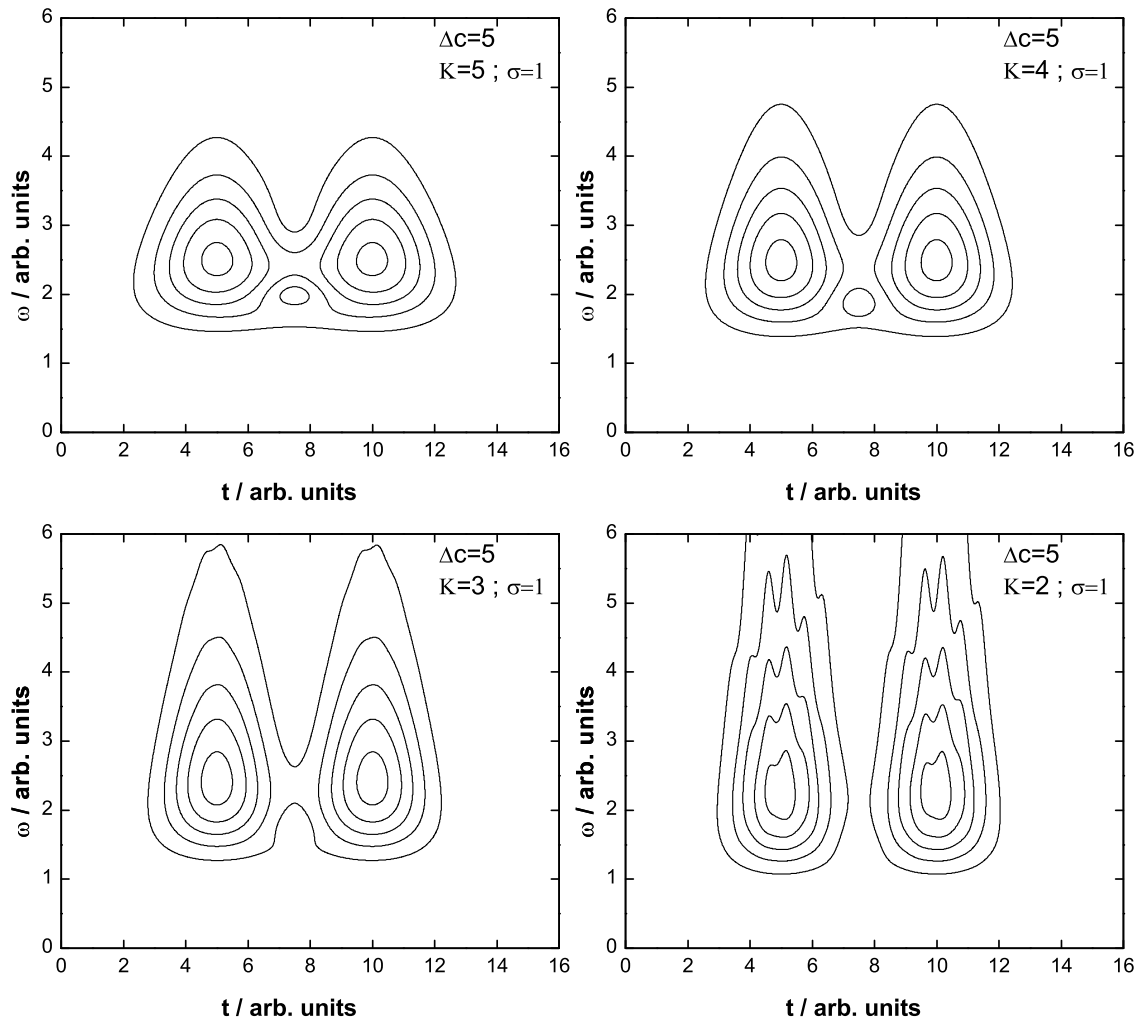 Δc=5
K=5 ; σ=1
6
5
4
3
2
1
0
ω / arb. units
0 2 4 6 8 10 12 14 16
t / arb. units
Δc=5
K=4 ; σ=1
6
5
4
3
2
1
0
ω / arb. units
0 2 4 6 8 10 12 14 16
t / arb. units
Δc=5
K=3 ; σ=1
6
5
4
3
2
1
0
ω / arb. units
0 2 4 6 8 10 12 14 16
t / arb. units
Δc=5
K=2 ; σ=1
6
5
4
3
2
1
0
ω / arb. units
0 2 4 6 8 10 12 14 16
t / arb. units